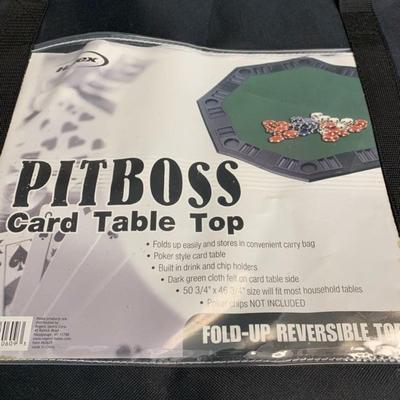 PITBOSS
Card Table Top
• Folds up easily and stores in convenient carry bag
• Poker style card table
• Built in drink and chip holders
• Dark green cloth felt on card table side
• 50 3/4" x 46 3/4" size will fit most household tables
• Poker chips NOT INCLUDED
FOLD-UP REVERSIBLE